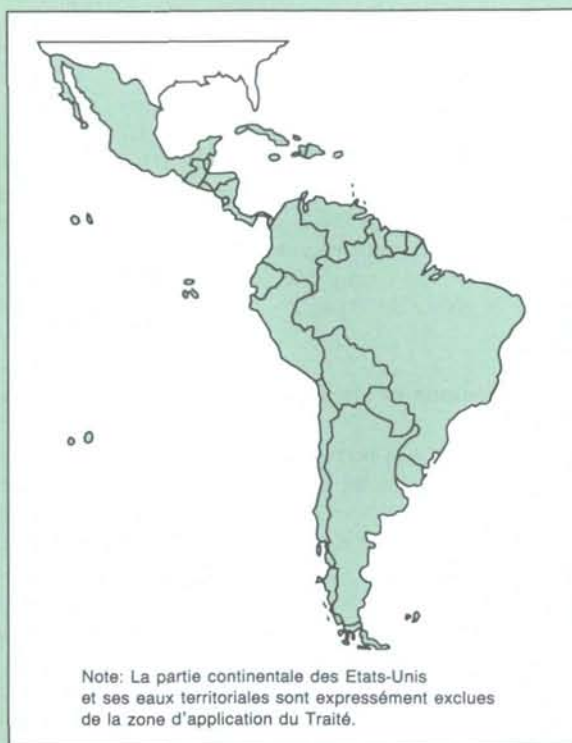 Note: La partie continentale des Etats-Unis
et ses eaux territoriales sont expressément exclues
de la zone d'application du Traité.